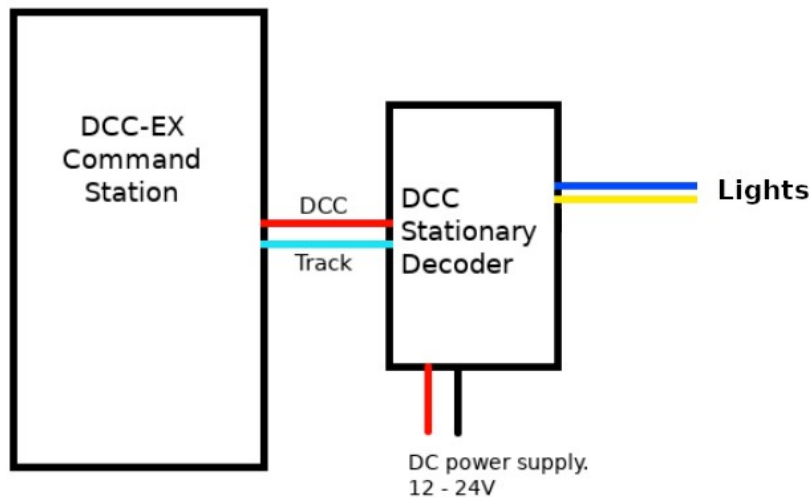 DCC-EX
Command
Station
DCC
Track
DCC
Stationary
Decoder
Lights
DC power supply.
12 - 24V